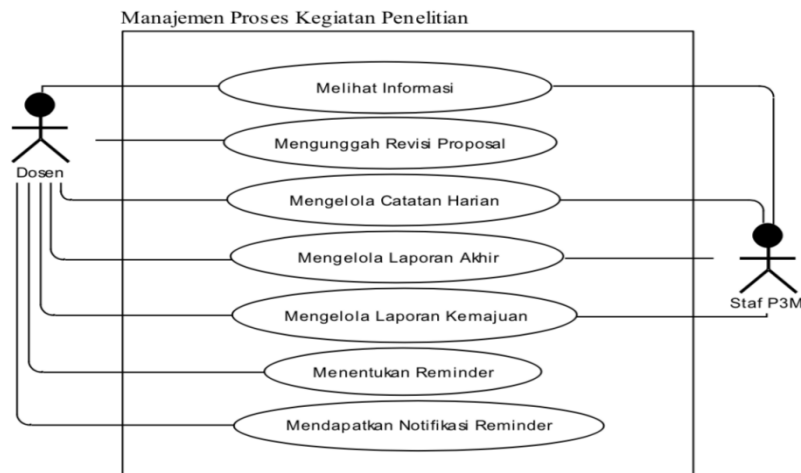 Manajemen Proses Kegiatan Penelitian
Melihat Informasi
Mengunggah Revisi Proposal
Dosen
Mengelola Catatan Harian
Mengelola Laporan Akhir
Staf P3M
Mengelola Laporan Kemajuan
Menentukan Reminder
Mendapatkan Notifikasi Reminder